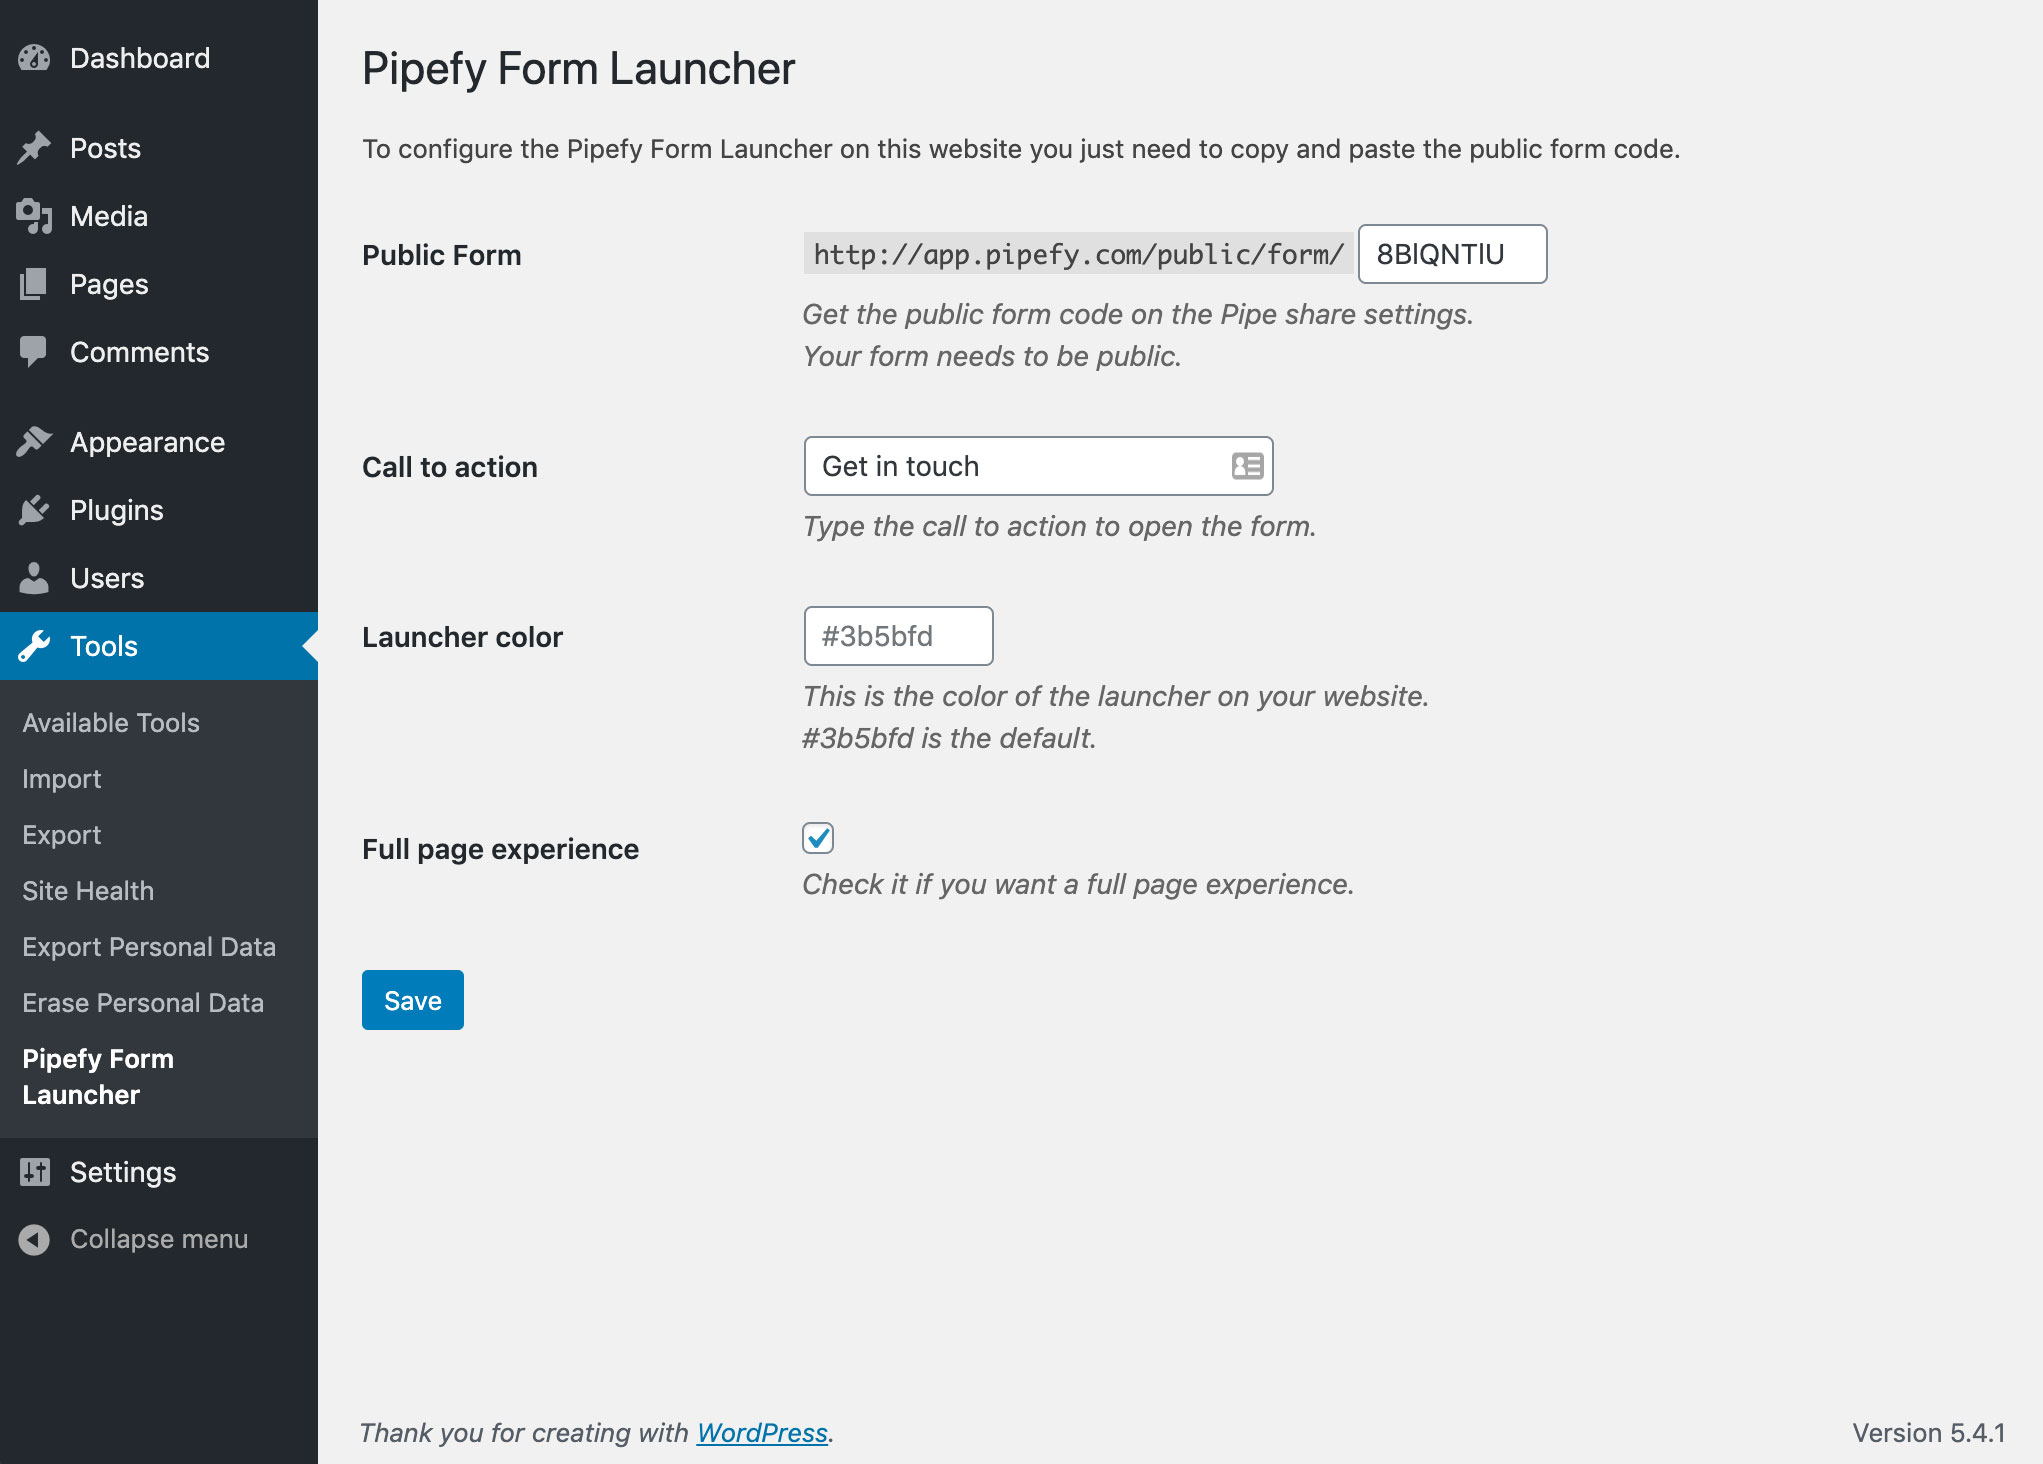 Dashboard
Posts
Media
Pages
Comments
Appearance
Plugins
Users
Tools
Available Tools
Import
Export
Site Health
Export Personal Data
Erase Personal Data
Pipefy Form
Launcher
Settings
Collapse menu
Pipefy Form Launcher
To configure the Pipefy Form Launcher on this website you just need to copy and paste the public form code.
Public Form
http://app.pipefy.com/public/form/ 8BlQNTlU
Get the public form code on the Pipe share settings.
Your form needs to be public.
Call to action
Get in touch
Type the call to action to open the form.
Launcher color
#3b5bfd
This is the color of the launcher on your website.
#3b5bfd is the default.
Full page experience
Check it if you want a full page experience.
Save
Thank you for creating with WordPress.
Version 5.4.1